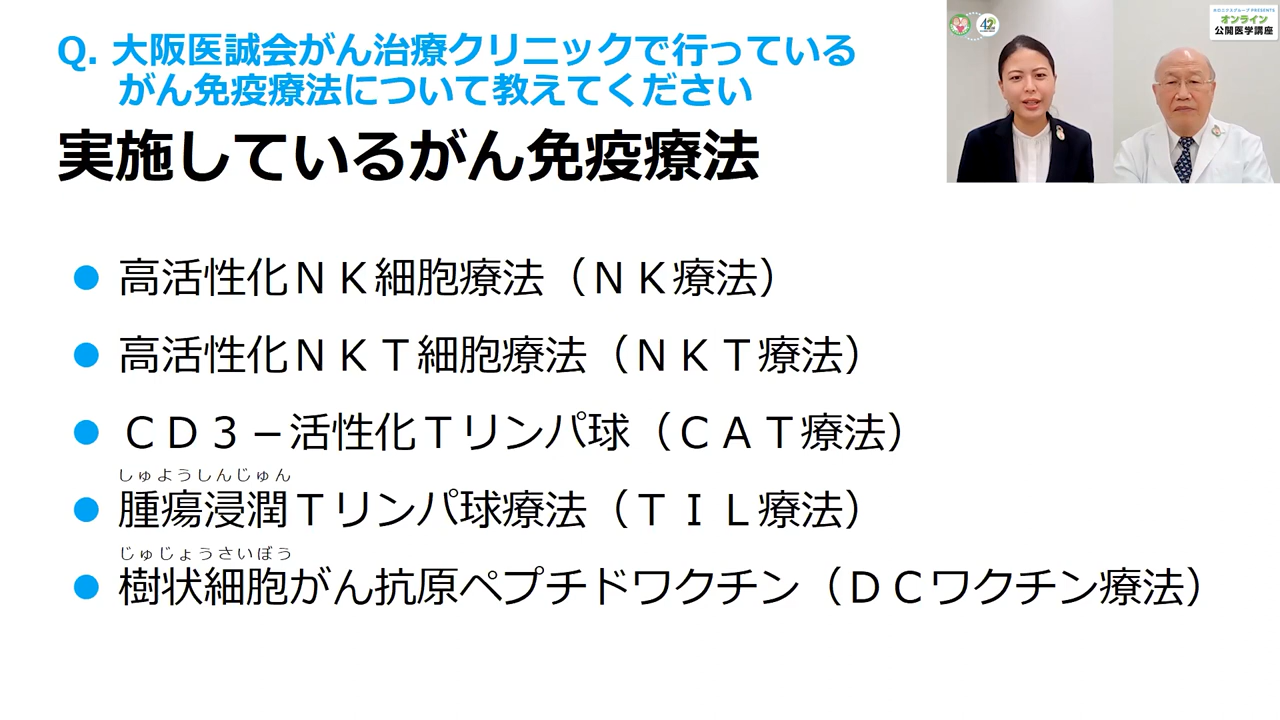 Q. 大阪医誠会がん治療クリニックで行っている
がん免疫療法について教えてください
実施しているがん免疫療法
高活性化ＮＫ細胞療法（ＮＫ療法）
高活性化ＮＫＴ細胞療法（ＮＫＴ療法）
ＣＤ３－活性化Ｔリンパ球（ＣＡＴ療法）
しゅようしんじゅん
腫瘍浸潤Ｔリンパ球療法（ＴＩＬ療法）
じゅじょうさいぼう
樹状細胞がん抗原ペプチドワクチン（ＤＣワクチン療法）
42
オンライン
公開医学講座